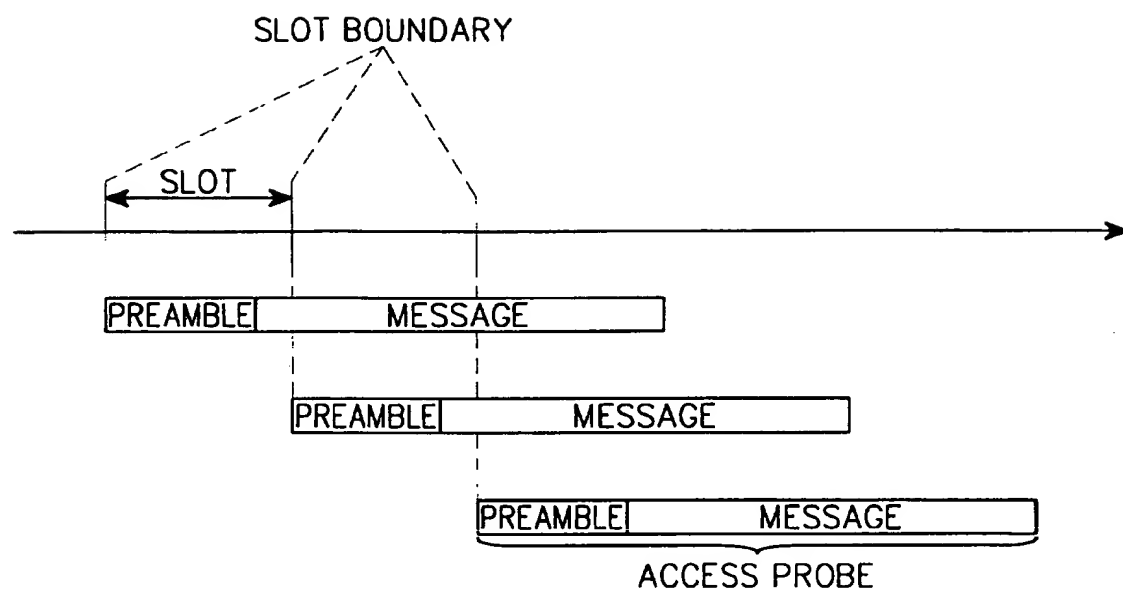 SLOT BOUNDARY
SLOT
PREAMBLE MESSAGE
PREAMBLE MESSAGE
PREAMBLE MESSAGE
ACCESS PROBE